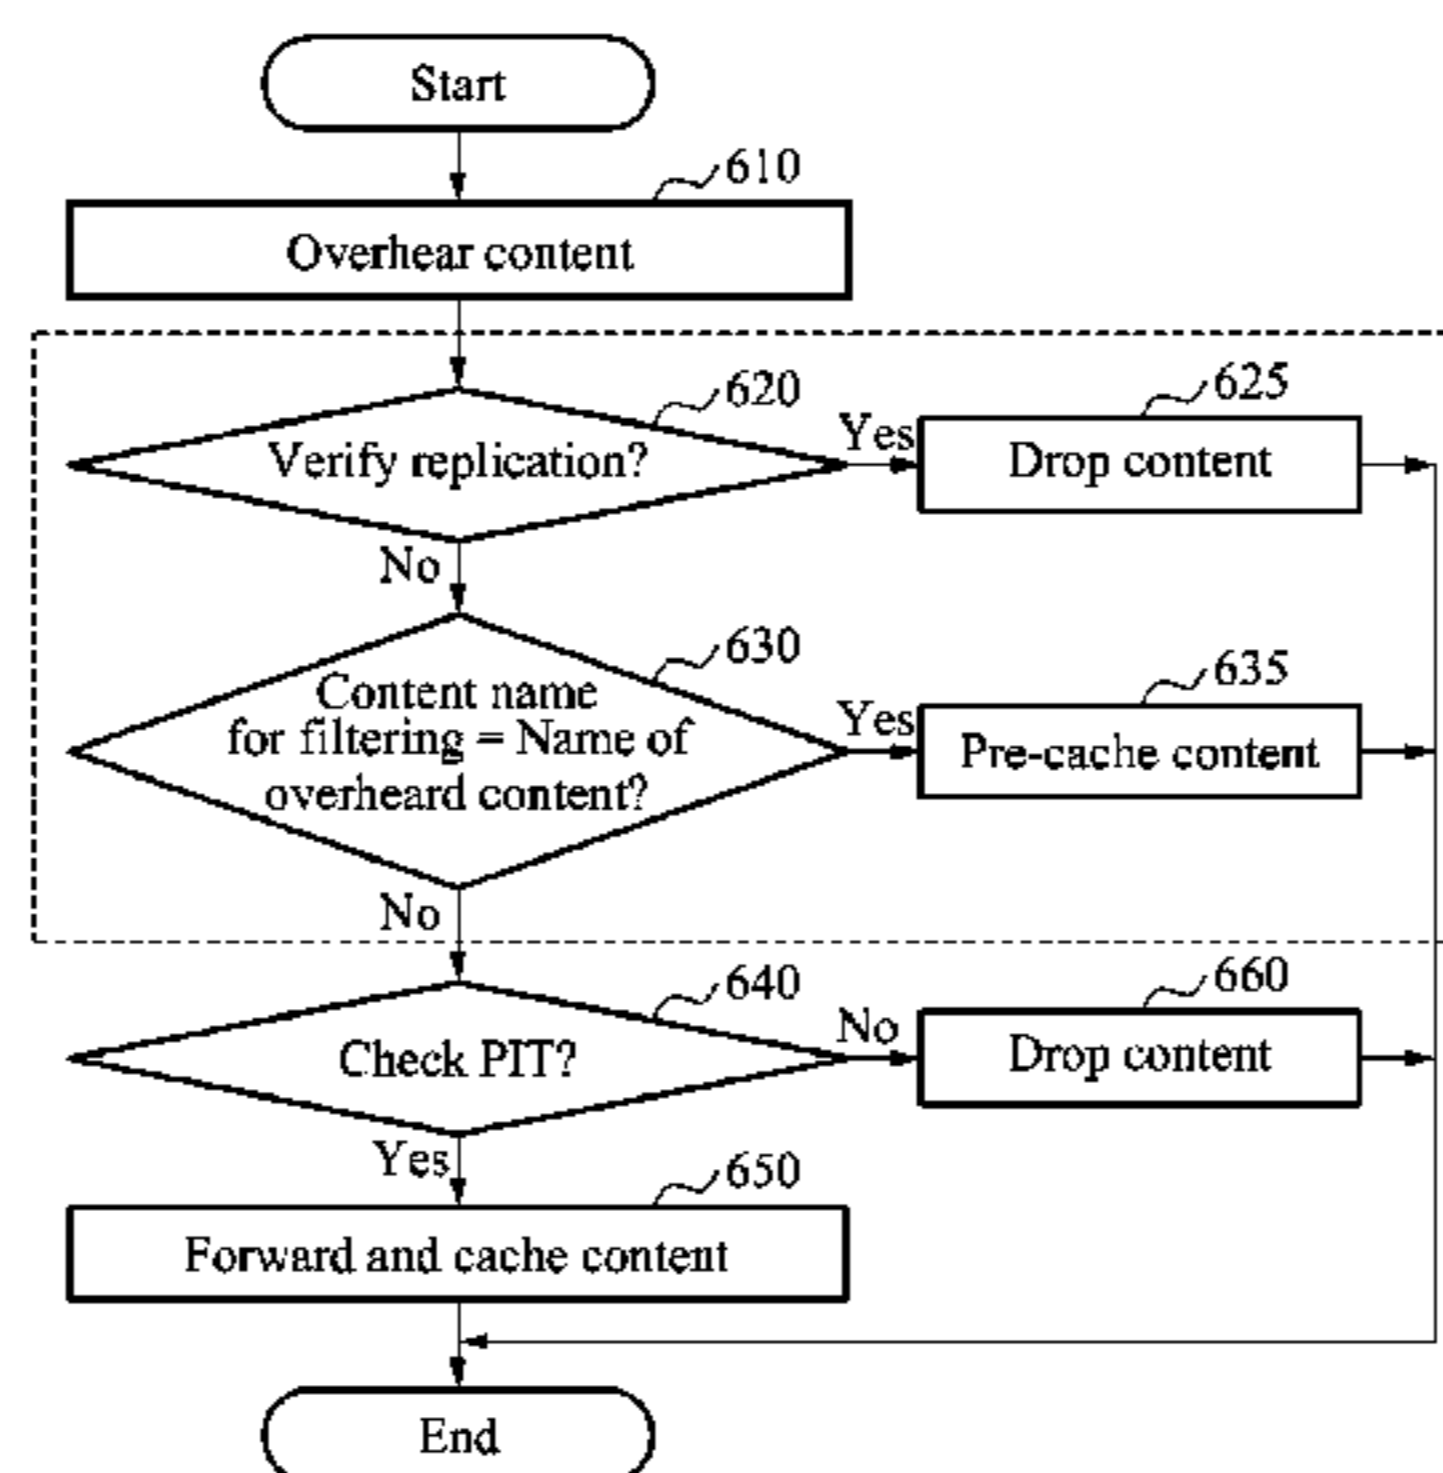 Start
610
Overhear content
620
Verify replication?
Yes
625
Drop content
No
630
Content name
for filtering = Name of
overheard content?
Yes
635
Pre-cache content
No
640
Check PIT?
No
660
Drop content
Yes
650
Forward and cache content
End